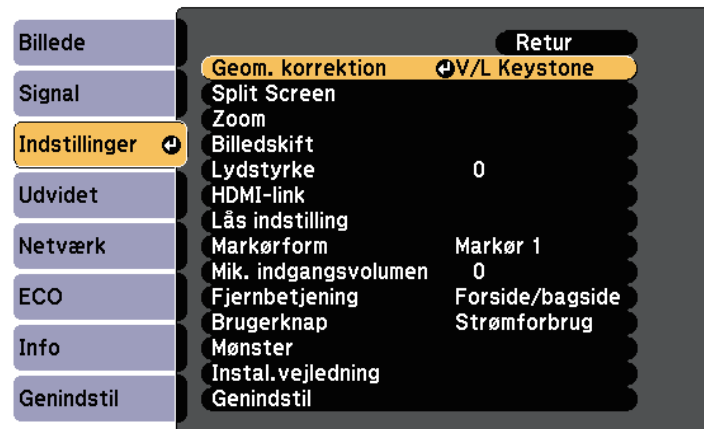 Billede
Signal
Indstillinger
Udvidet
Netværk
ECO
Info
Genindstil
Retur
Geom. korrektion V/L Keystone
Split Screen
Zoom
Billedskift
Lydstyrke 0
HDMI-link
Lås indstilling
Markørform Markør 1
Mik. indgangsvolumen 0
Fjernbetjening Forside/bagside
Brugerknap Strømforbrug
Mønster
Instal.vejledning
Genindstil